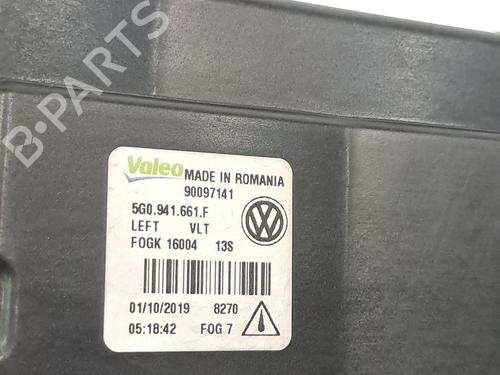 B-PARTS
Valeo MADE IN ROMANIA
90097141
5G0.941.661.F
LEFT VLT
FOGK 16004 13S
01/10/2019 8270
05:18:42 FOG 7